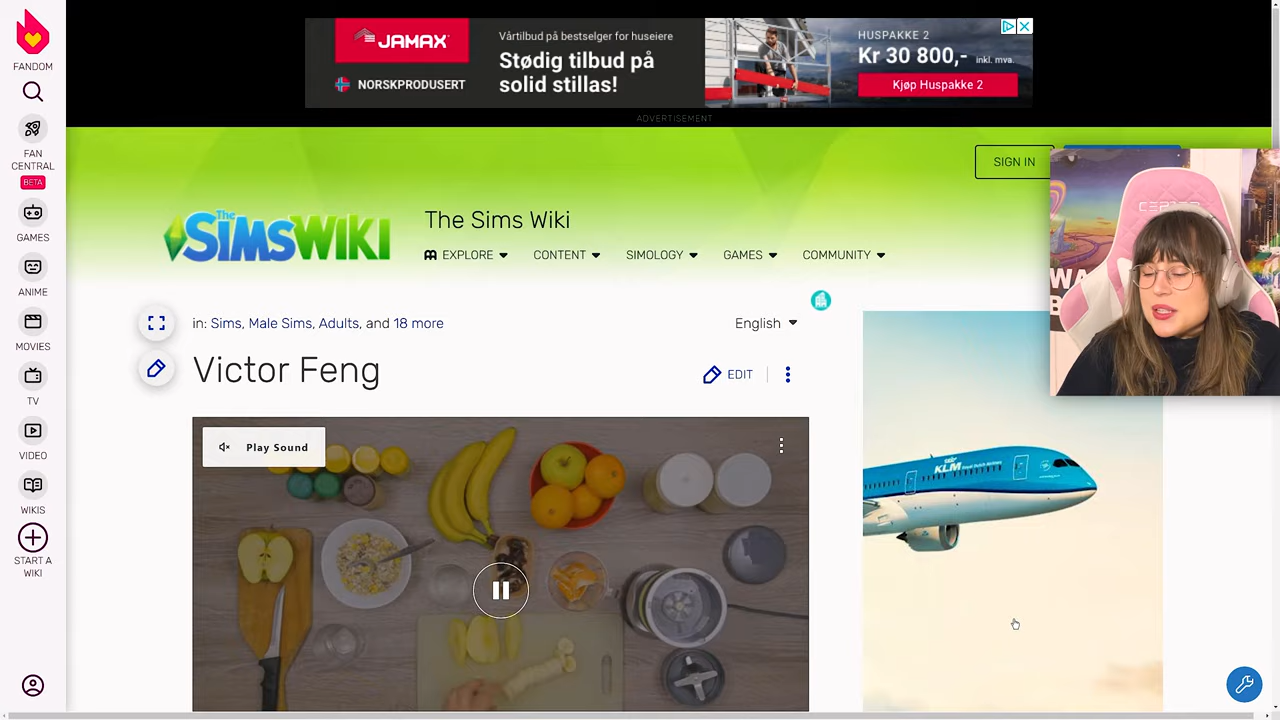 FANDOM
FAN
CENTRAL
BETA
GAMES
ANIME
MOVIES
TV
VIDEO
WIKIS
START A
WIKI
JAMAX
NORSKPRODUSERT
Vårtilbud på bestselger for huseiere
Stødig tilbud på
solid stillas!
HUSPAKKE 2
Kr 30 800,- inkl. mva.
Kjøp Huspakke 2
ADVERTISEMENT
SIGN IN
The SimsWIKI
The Sims Wiki
EXPLORE CONTENT SIMOLOGY GAMES COMMUNITY
in: Sims, Male Sims, Adults, and 18 more
English
Victor Feng
EDIT
Play Sound
KLM